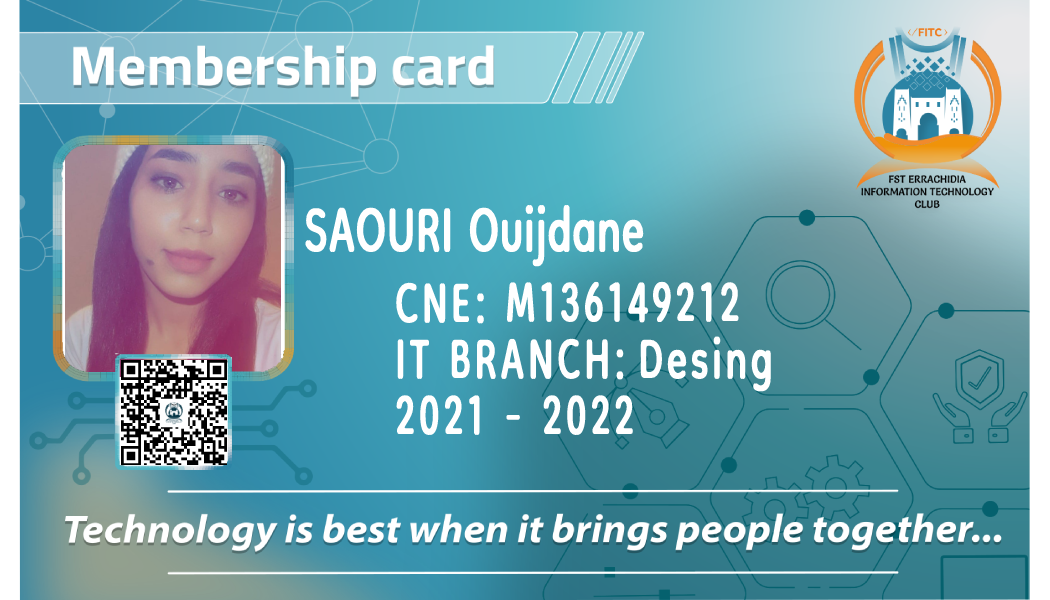 Membership card
</FITC>
FST ERRACHIDIA
INFORMATION TECHNOLOGY
CLUB
SAOURI Ouijdane
CNE: M136149212
IT BRANCH: Desing
2021 - 2022
Technology is best when it brings people together...